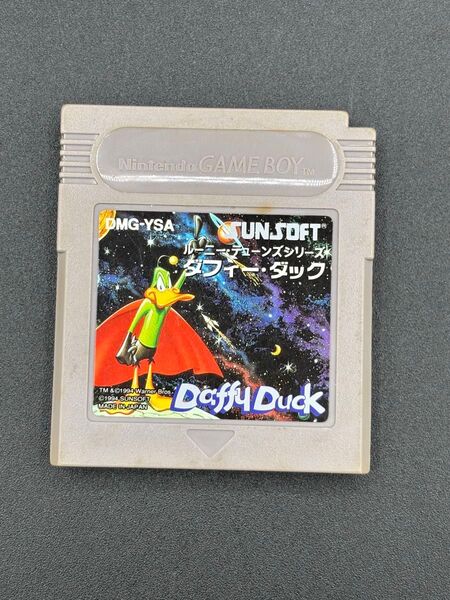 Nintendo GAME BOY TM
DMG-YSA
SUNSOFT®
ルーニー・テューンズシリーズ
ダフィー・ダック
Daffy Duck
TM & ©1994 Warner Bros.
©1994 SUNSOFT
MADE IN JAPAN